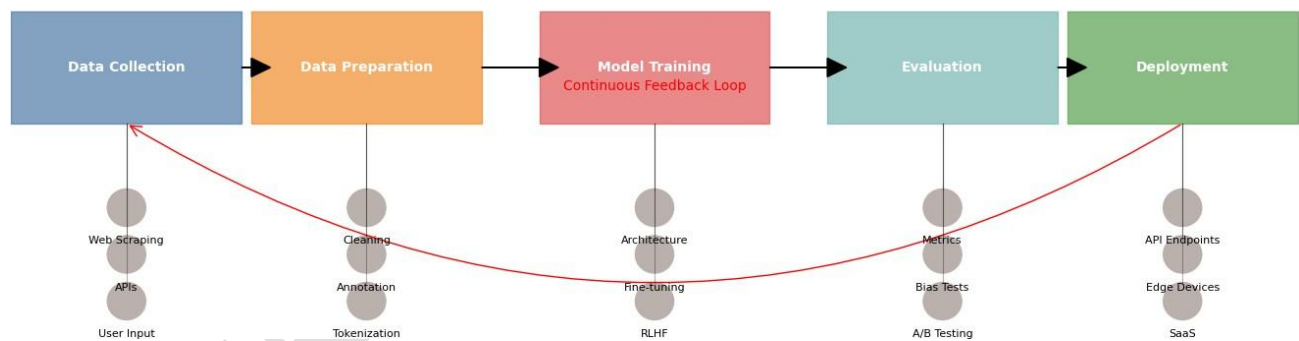 Data Collection
Data Preparation
Model Training
Evaluation
Deployment
Continuous Feedback Loop
Web Scraping
Cleaning
Architecture
Metrics
API Endpoints
APIs
Annotation
Fine-tuning
Bias Tests
Edge Devices
User Input
Tokenization
RLHF
A/B Testing
SaaS